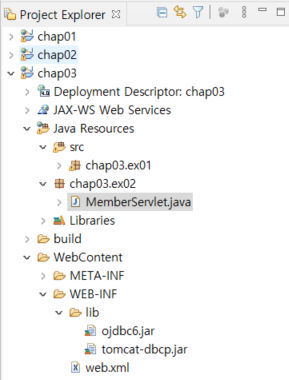 Project Explorer
chap01
chap02
chap03
Deployment Descriptor: chap03
JAX-WS Web Services
Java Resources
src
chap03.ex01
chap03.ex02
MemberServlet.java
Libraries
build
WebContent
META-INF
WEB-INF
lib
ojdbc6.jar
tomcat-dbcp.jar
web.xml